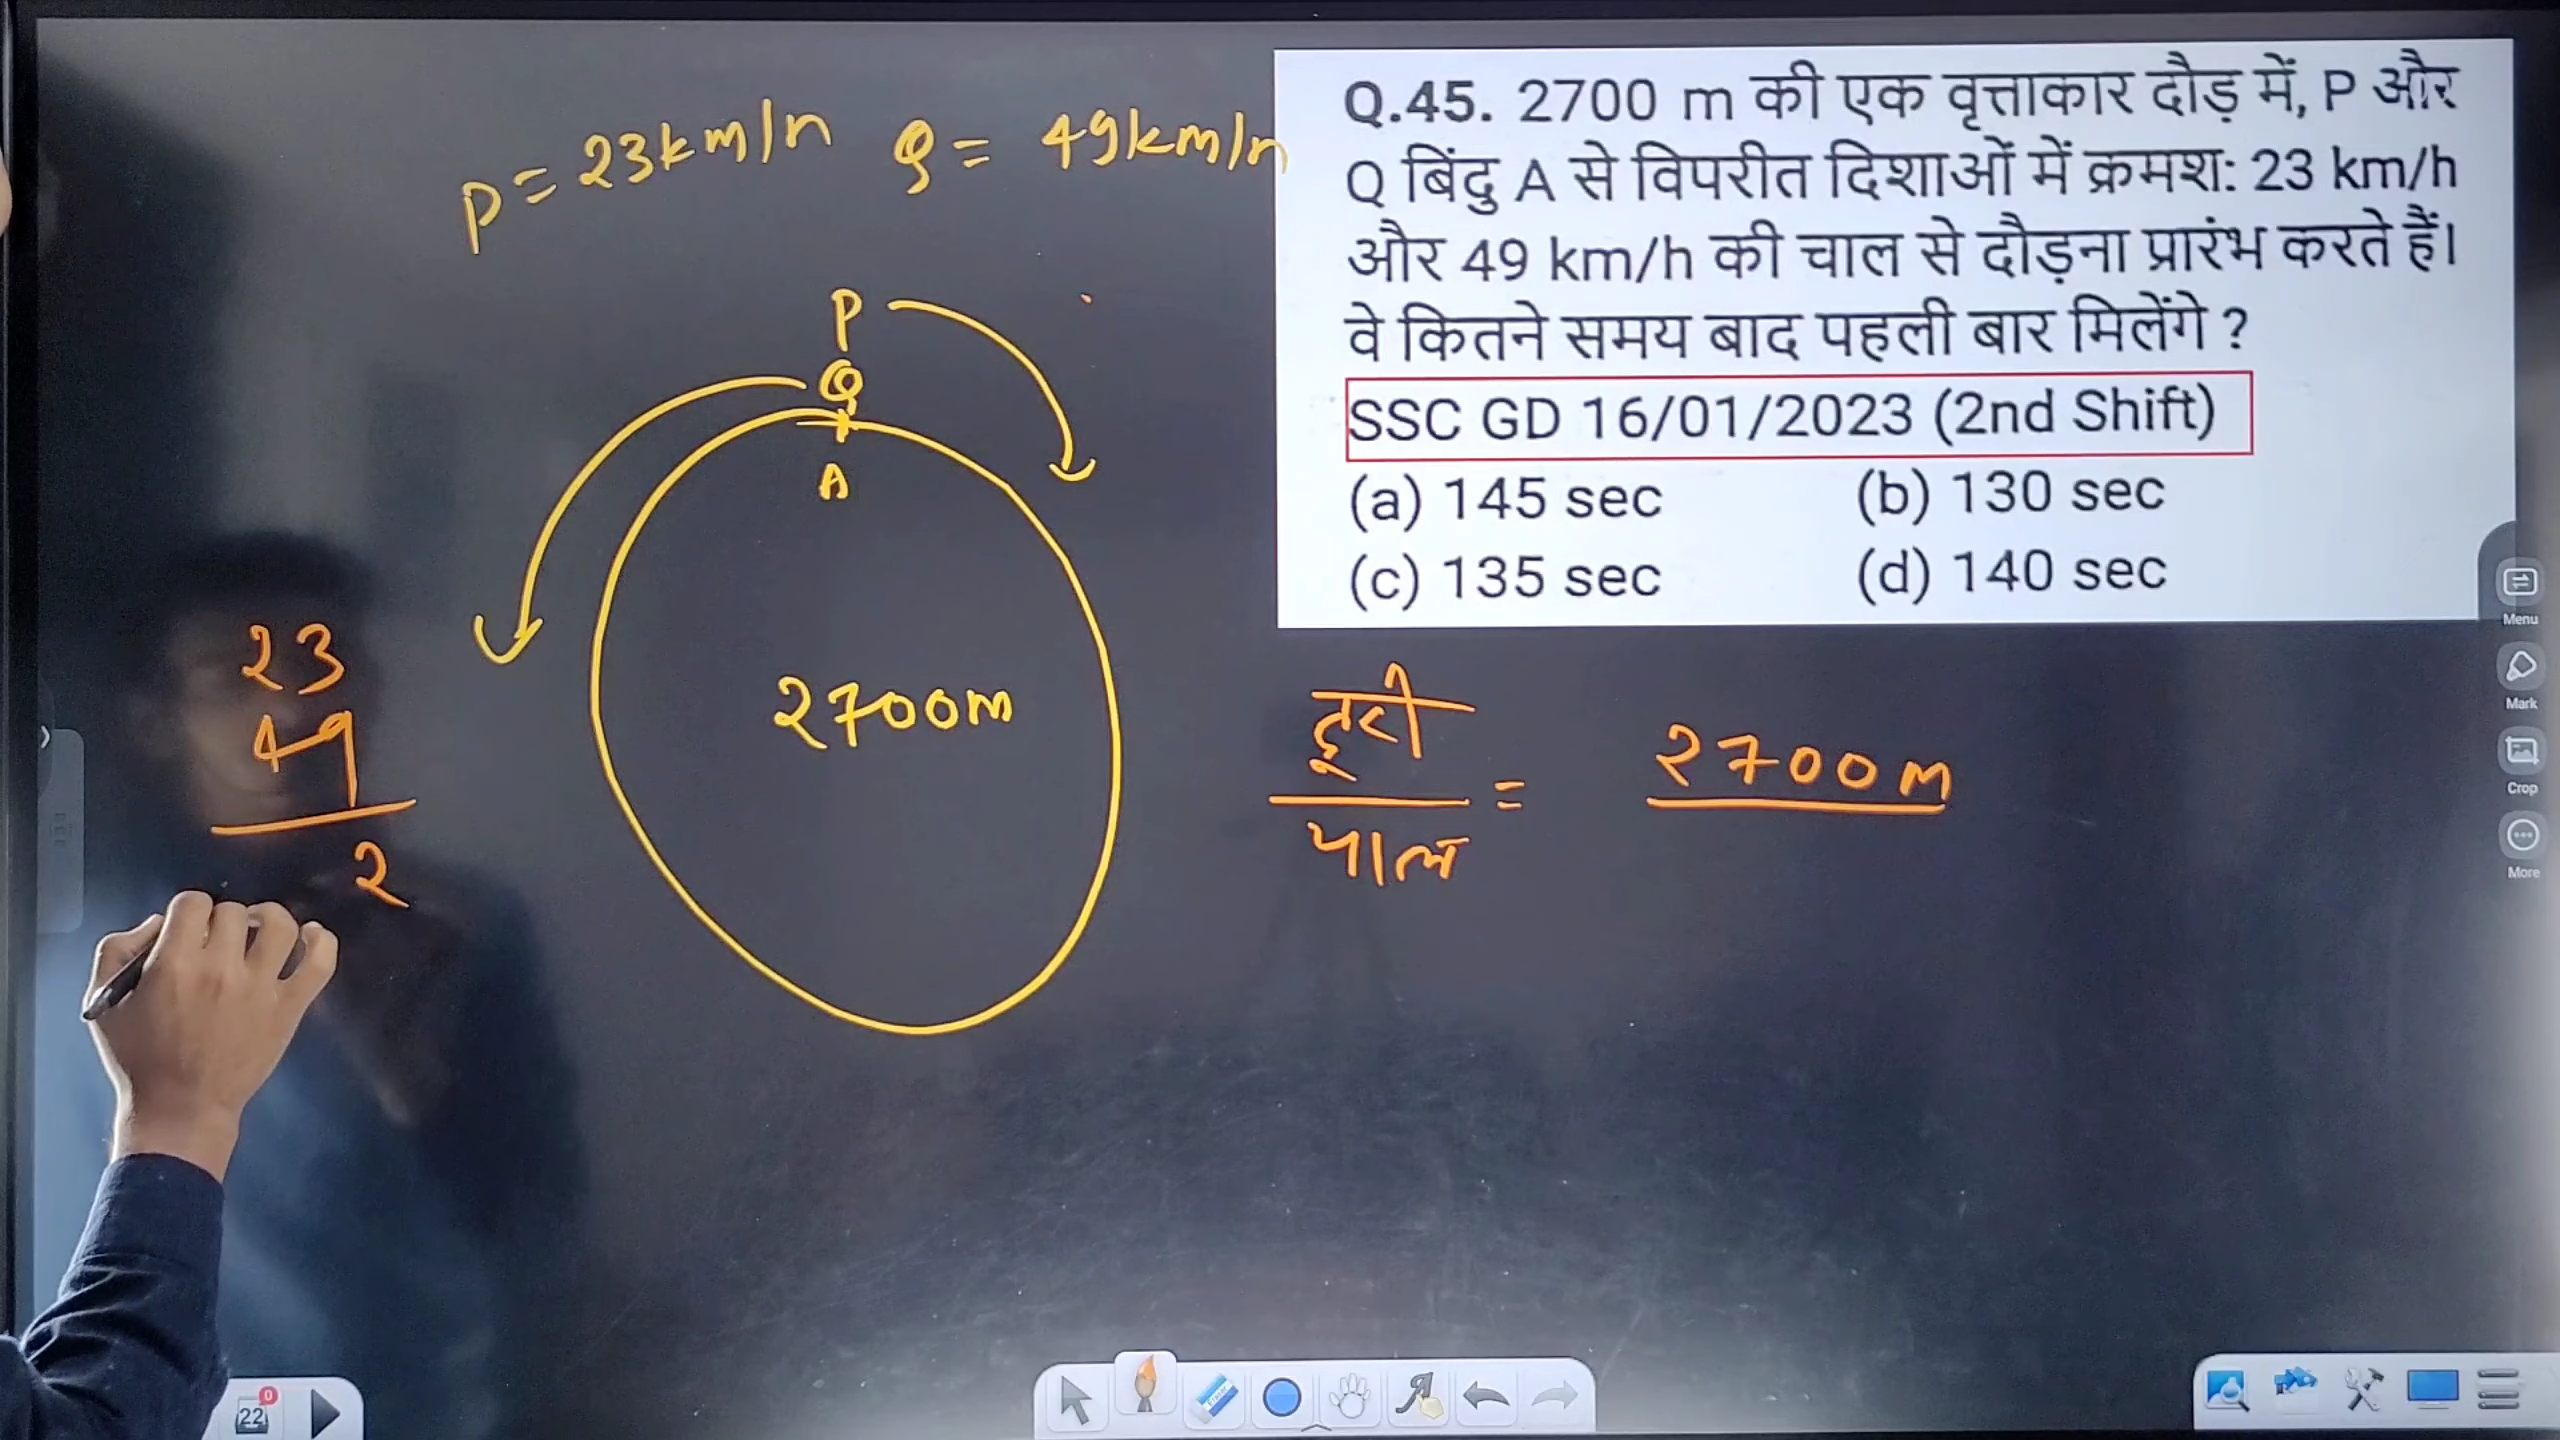 P = 23km/h Q = 49km/h
Q.45. 2700 m की एक वृत्ताकार दौड़ में, P और
Q बिंदु A से विपरीत दिशाओं में क्रमश: 23 km/h
और 49 km/h की चाल से दौड़ना प्रारंभ करते हैं।
वे कितने समय बाद पहली बार मिलेंगे ?
SSC GD 16/01/2023 (2nd Shift)
(a) 145 sec (b) 130 sec
(c) 135 sec (d) 140 sec
P
Q
A
2700m
23
49
2
दूरी
चाल
=
2700m
Menu
Mark
Crop
More
22
0